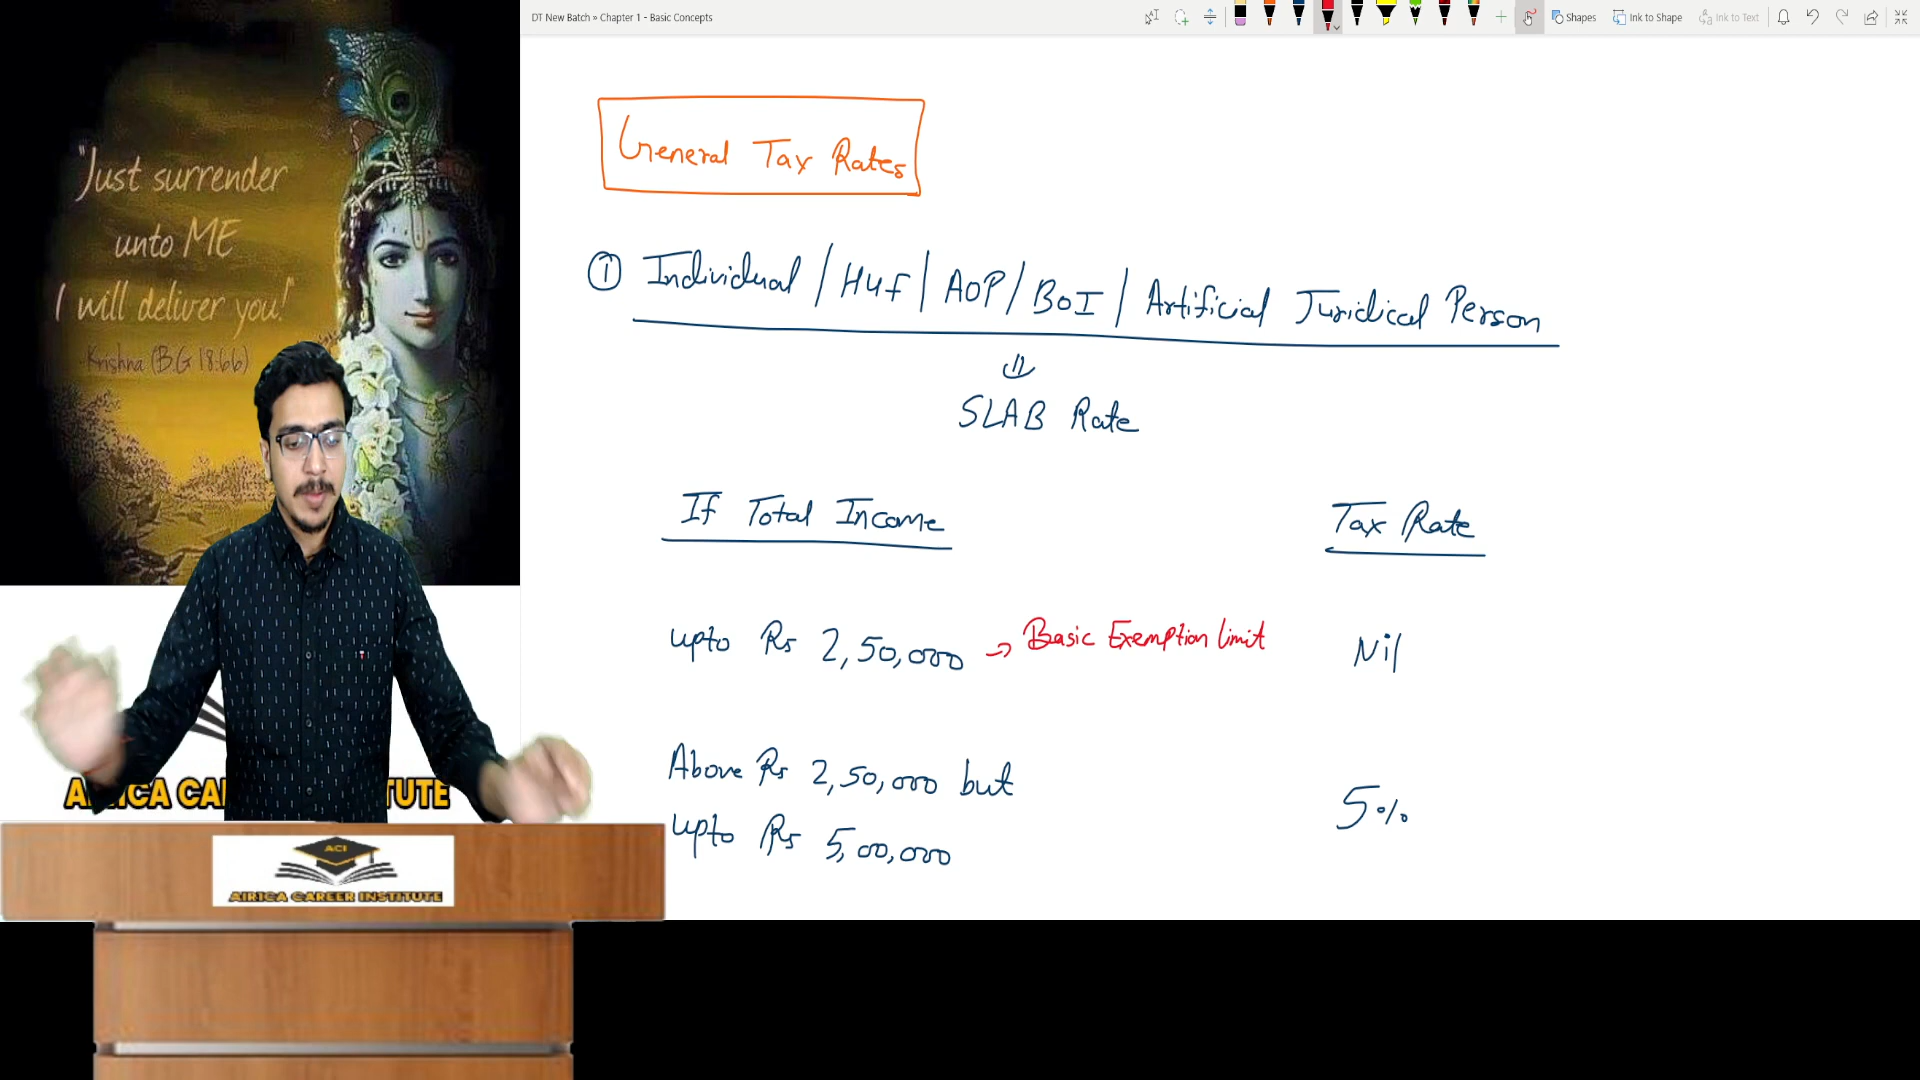 DT New Batch » Chapter 1 - Basic Concepts
Shapes
Ink to Shape
Ink to Text
"Just surrender
unto ME
I will deliver you!"
- Krishna (B.G 18:66)
General Tax Rates
① Individual / HUF / AOP / BOI / Artificial Juridical Person
SLAB Rate
If Total Income Tax Rate
upto Rs 2,50,000 → Basic Exemption limit Nil
Above Rs 2,50,000 but
upto Rs 5,00,000 5%
ACI
AIRICA CAREER INSTITUTE